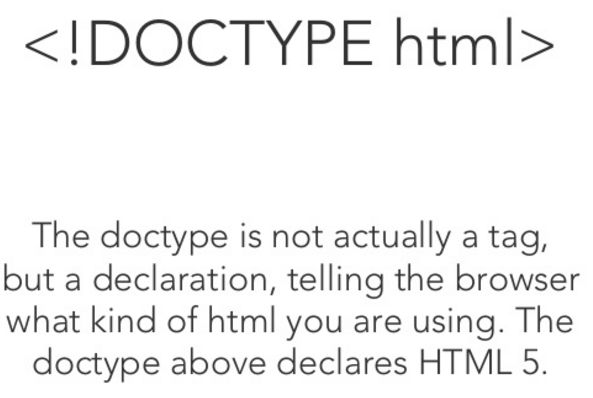 <!DOCTYPE html>
The doctype is not actually a tag,
but a declaration, telling the browser
what kind of html you are using. The
doctype above declares HTML 5.